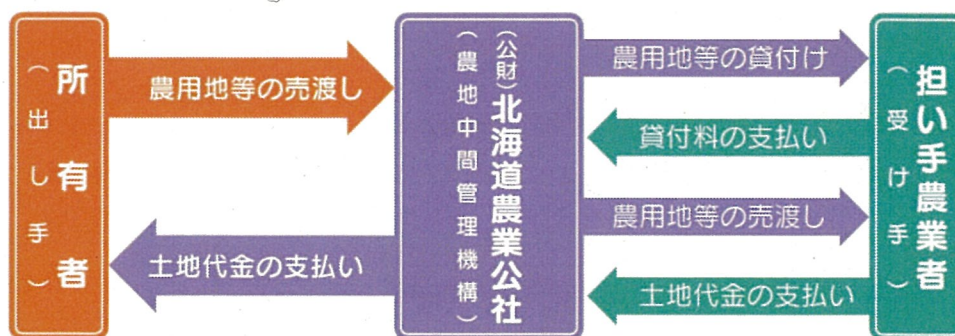 所有者
（出し手）
農用地等の売渡し
土地代金の支払い
（公財）北海道農業公社
（農地中間管理機構）
農用地等の貸付け
貸付料の支払い
農用地等の売渡し
土地代金の支払い
担い手農業者
（受け手）